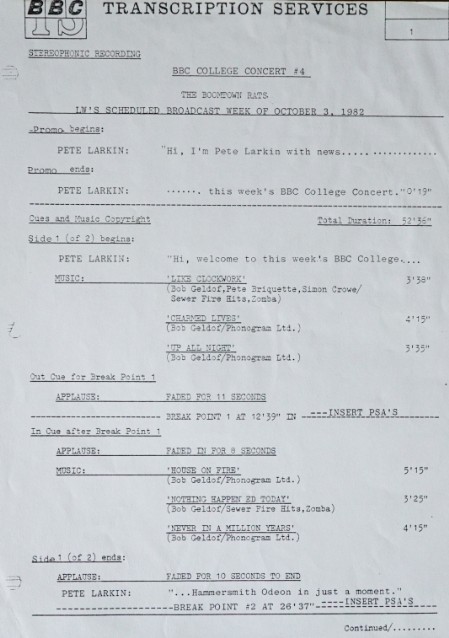 BBC TRANSCRIPTION SERVICES
TS
1
STEREOPHONIC RECORDING
BBC COLLEGE CONCERT #4
THE BOOMTOWN RATS
LW'S SCHEDULED BROADCAST WEEK OF OCTOBER 3, 1982
Promo begins:
PETE LARKIN: "Hi, I'm Pete Larkin with news..................
Promo ends:
PETE LARKIN: ....... this week's BBC College Concert."0'19"
Cues and Music Copyright Total Duration: 52'36"
Side 1 (of 2) begins:
PETE LARKIN: "Hi, welcome to this week's BBC College....
MUSIC: 'LIKE CLOCKWORK' 3'38"
(Bob Geldof,Pete Briquette,Simon Crowe/
Sewer Fire Hits,Zomba)
'CHARMED LIVES' 4'15"
(Bob Geldof/Phonogram Ltd.)
'UP ALL NIGHT' 3'35"
(Bob Geldof/Phonogram Ltd.)
Out Cue for Break Point 1
APPLAUSE: FADED FOR 11 SECONDS
BREAK POINT 1 AT 12'39" IN ---INSERT PSA'S
In Cue after Break Point 1
APPLAUSE: FADED IN FOR 8 SECONDS
MUSIC: 'HOUSE ON FIRE' 5'15"
(Bob Geldof/Phonogram Ltd.)
'NOTHING HAPPEN ED TODAY' 3'25"
(Bob Geldof/Sewer Fire Hits,Zomba)
'NEVER IN A MILLION YEARS' 4'15"
(Bob Geldof/Phonogram Ltd.)
Side 1 (of 2) ends:
APPLAUSE: FADED FOR 10 SECONDS TO END
PETE LARKIN: "...Hammersmith Odeon in just a moment."
BREAK POINT #2 AT 26'37"-----INSERT PSA'S
Continued/.........